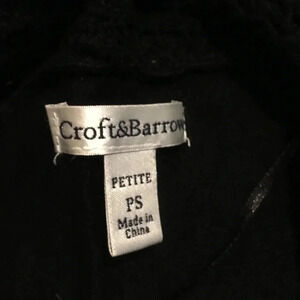 Croft&Barrow
PETITE
PS
Made in
China